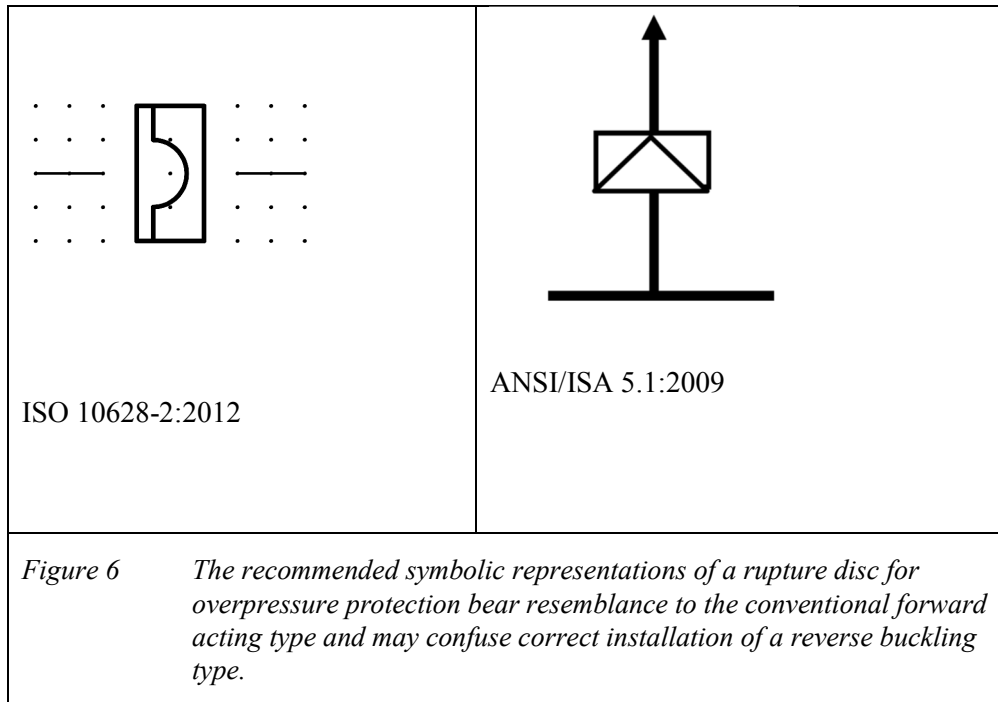 ISO 10628-2:2012
ANSI/ISA 5.1:2009
Figure 6 The recommended symbolic representations of a rupture disc for
overpressure protection bear resemblance to the conventional forward
acting type and may confuse correct installation of a reverse buckling
type.